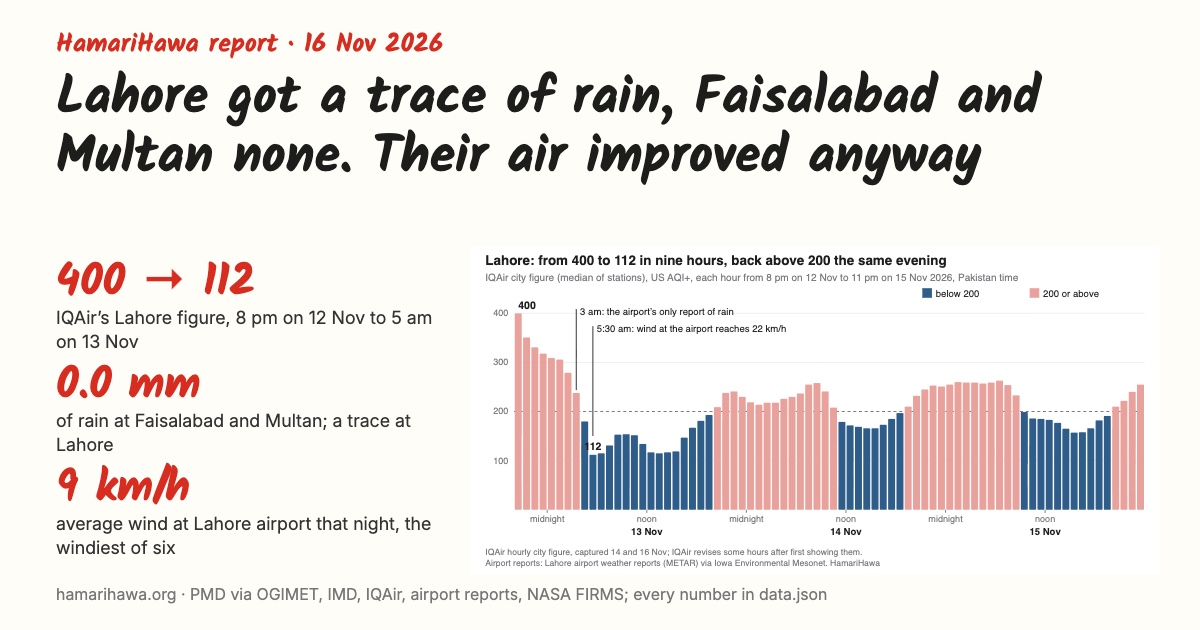 HamariHawa report · 16 Nov 2026
Lahore got a trace of rain, Faisalabad and
Multan none. Their air improved anyway
400 → 112
IQAir’s Lahore figure, 8 pm on 12 Nov to 5 am
on 13 Nov
0.0 mm
of rain at Faisalabad and Multan; a trace at
Lahore
9 km/h
average wind at Lahore airport that night, the
windiest of six
Lahore: from 400 to 112 in nine hours, back above 200 the same evening
IQAir city figure (median of stations), US AQI+, each hour from 8 pm on 12 Nov to 11 pm on 15 Nov 2026, Pakistan time
below 200
200 or above
400
3 am: the airport’s only report of rain
5:30 am: wind at the airport reaches 22 km/h
400
300
200
100
112
midnight
noon
13 Nov
midnight
noon
14 Nov
midnight
noon
15 Nov
IQAir hourly city figure, captured 14 and 16 Nov; IQAir revises some hours after first showing them.
Airport reports: Lahore airport weather reports (METAR) via Iowa Environmental Mesonet. HamariHawa
hamarihawa.org · PMD via OGIMET, IMD, IQAir, airport reports, NASA FIRMS; every number in data.json